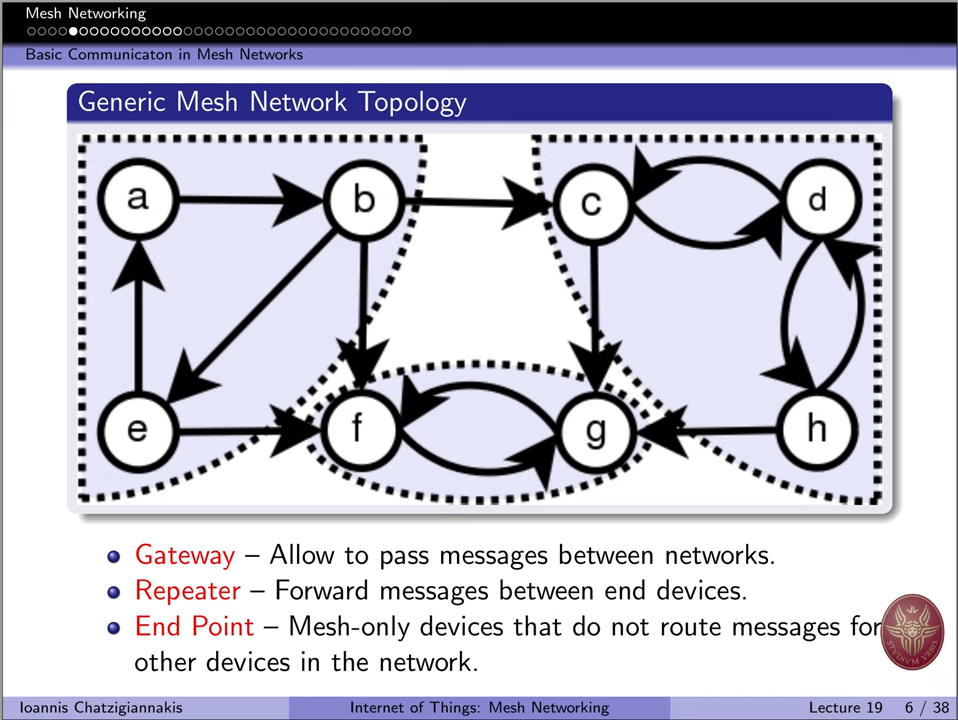 Mesh Networking
Basic Communicaton in Mesh Networks
Generic Mesh Network Topology
a b c d
e f g h
Gateway – Allow to pass messages between networks.
Repeater – Forward messages between end devices.
End Point – Mesh-only devices that do not route messages for
other devices in the network.
Ioannis Chatzigiannakis Internet of Things: Mesh Networking Lecture 19 6 / 38